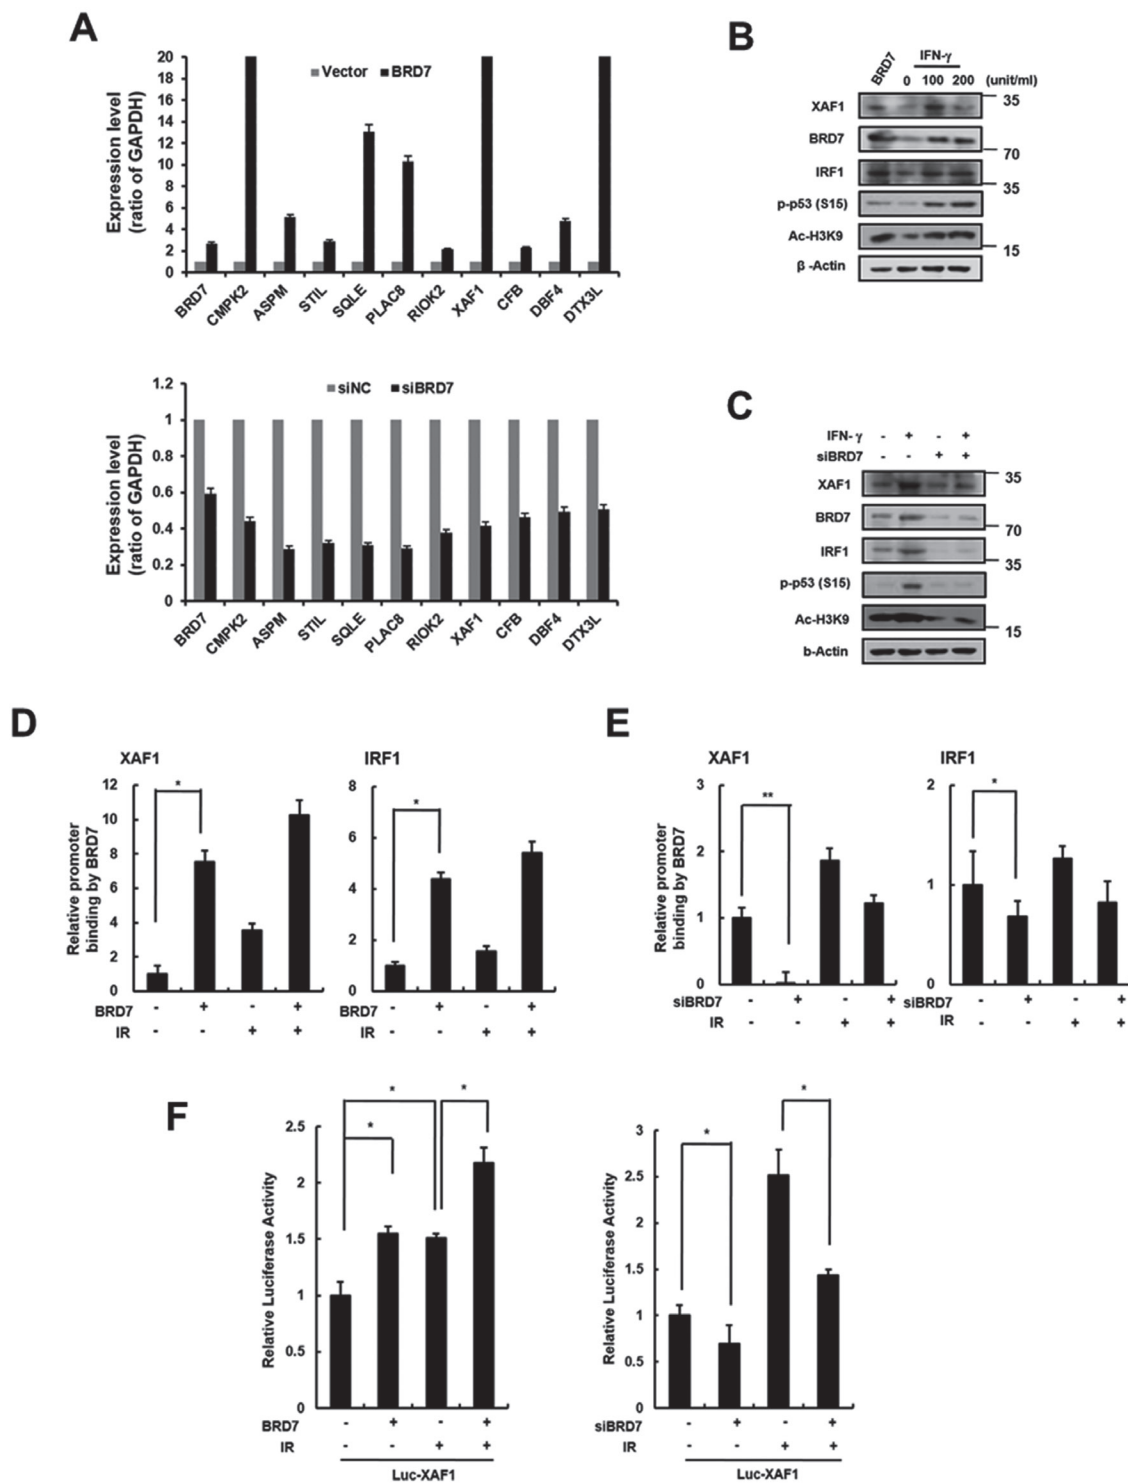 A
Vector BRD7
Expression level
(ratio of GAPDH)
20
18
16
14
12
10
8
6
4
2
0
BRD7 CMPK2 ASPM STIL SQLE PLAC8 RIOK2 XAF1 CFB DBF4 DTX3L
siNC siBRD7
Expression level
(ratio of GAPDH)
1.2
1
0.8
0.6
0.4
0.2
0
BRD7 CMPK2 ASPM STIL SQLE PLAC8 RIOK2 XAF1 CFB DBF4 DTX3L
B
IFN-γ
BRD7 0 100 200 (unit/ml)
XAF1 35
BRD7 70
IRF1 35
p-p53 (S15)
Ac-H3K9 15
β -Actin
C
IFN- γ - + - +
siBRD7 - - + +
XAF1 35
BRD7 70
IRF1 35
p-p53 (S15)
Ac-H3K9 15
b-Actin
D
XAF1
Relative promoter
binding by BRD7
12
10
8
6
4
2
0
*
BRD7 - + - +
IR - - + +
IRF1
8
6
4
2
0
*
- + - +
- - + +
E
XAF1
Relative promoter
binding by BRD7
3
2
1
0
**
siBRD7 - + - +
IR - - + +
IRF1
2
1
0
*
siBRD7 - + - +
IR - - + +
F
Relative Luciferase Activity
2.5
2
1.5
1
0.5
0
* * *
BRD7 - + - +
IR - - + +
Luc-XAF1
Relative Luciferase Activity
3
2.5
2
1.5
1
0.5
0
* *
siBRD7 - + - +
IR - - + +
Luc-XAF1